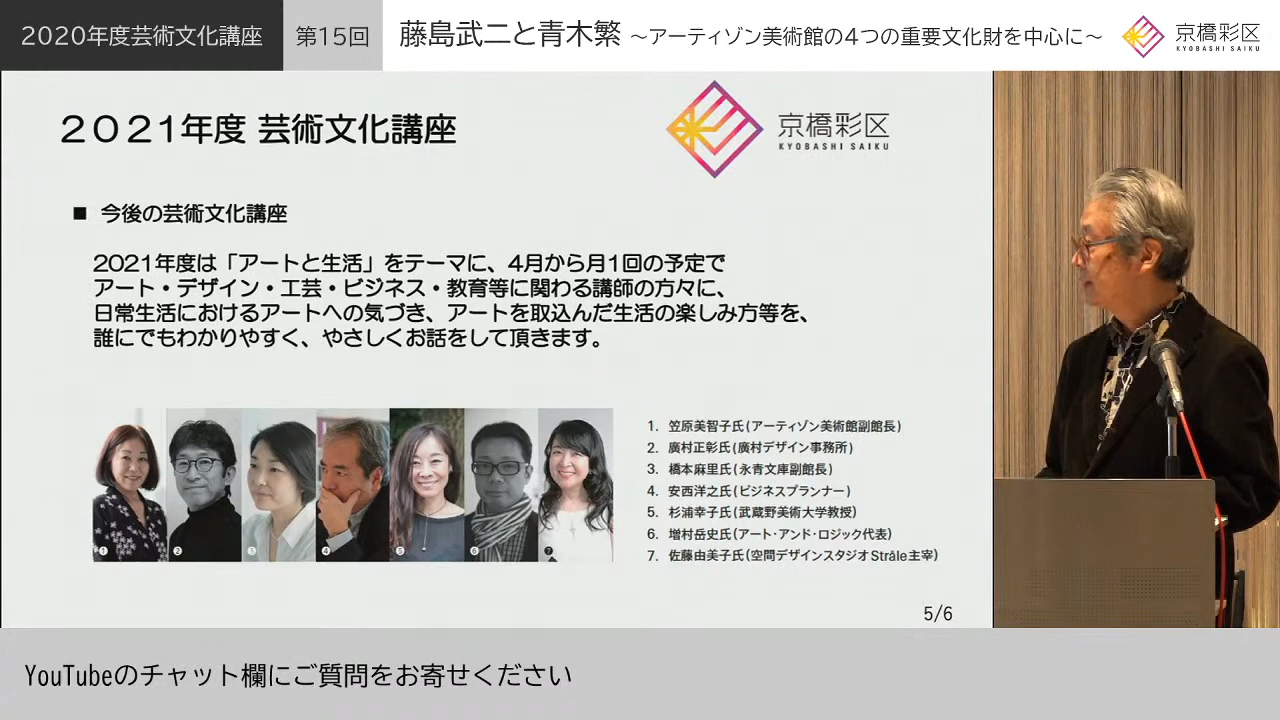 2020年度芸術文化講座
第15回
藤島武二と青木繁 ～アーティゾン美術館の4つの重要文化財を中心に～
京橋彩区
KYOBASHI SAIKU
２０２１年度 芸術文化講座
京橋彩区
KYOBASHI SAIKU
■ 今後の芸術文化講座
2021年度は「アートと生活」をテーマに、4月から月1回の予定で
アート・デザイン・工芸・ビジネス・教育等に関わる講師の方々に、
日常生活におけるアートへの気づき、アートを取込んだ生活の楽しみ方等を、
誰にでもわかりやすく、やさしくお話をして頂きます。
1 2 3 4 5 6 7
1. 笠原美智子氏(アーティゾン美術館副館長)
2. 廣村正彰氏(廣村デザイン事務所)
3. 橋本麻里氏(永青文庫副館長)
4. 安西洋之氏(ビジネスプランナー)
5. 杉浦幸子氏(武蔵野美術大学教授)
6. 増村岳史氏(アート・アンド・ロジック代表)
7. 佐藤由美子氏(空間デザインスタジオStråle主宰)
5/6
YouTubeのチャット欄にご質問をお寄せください